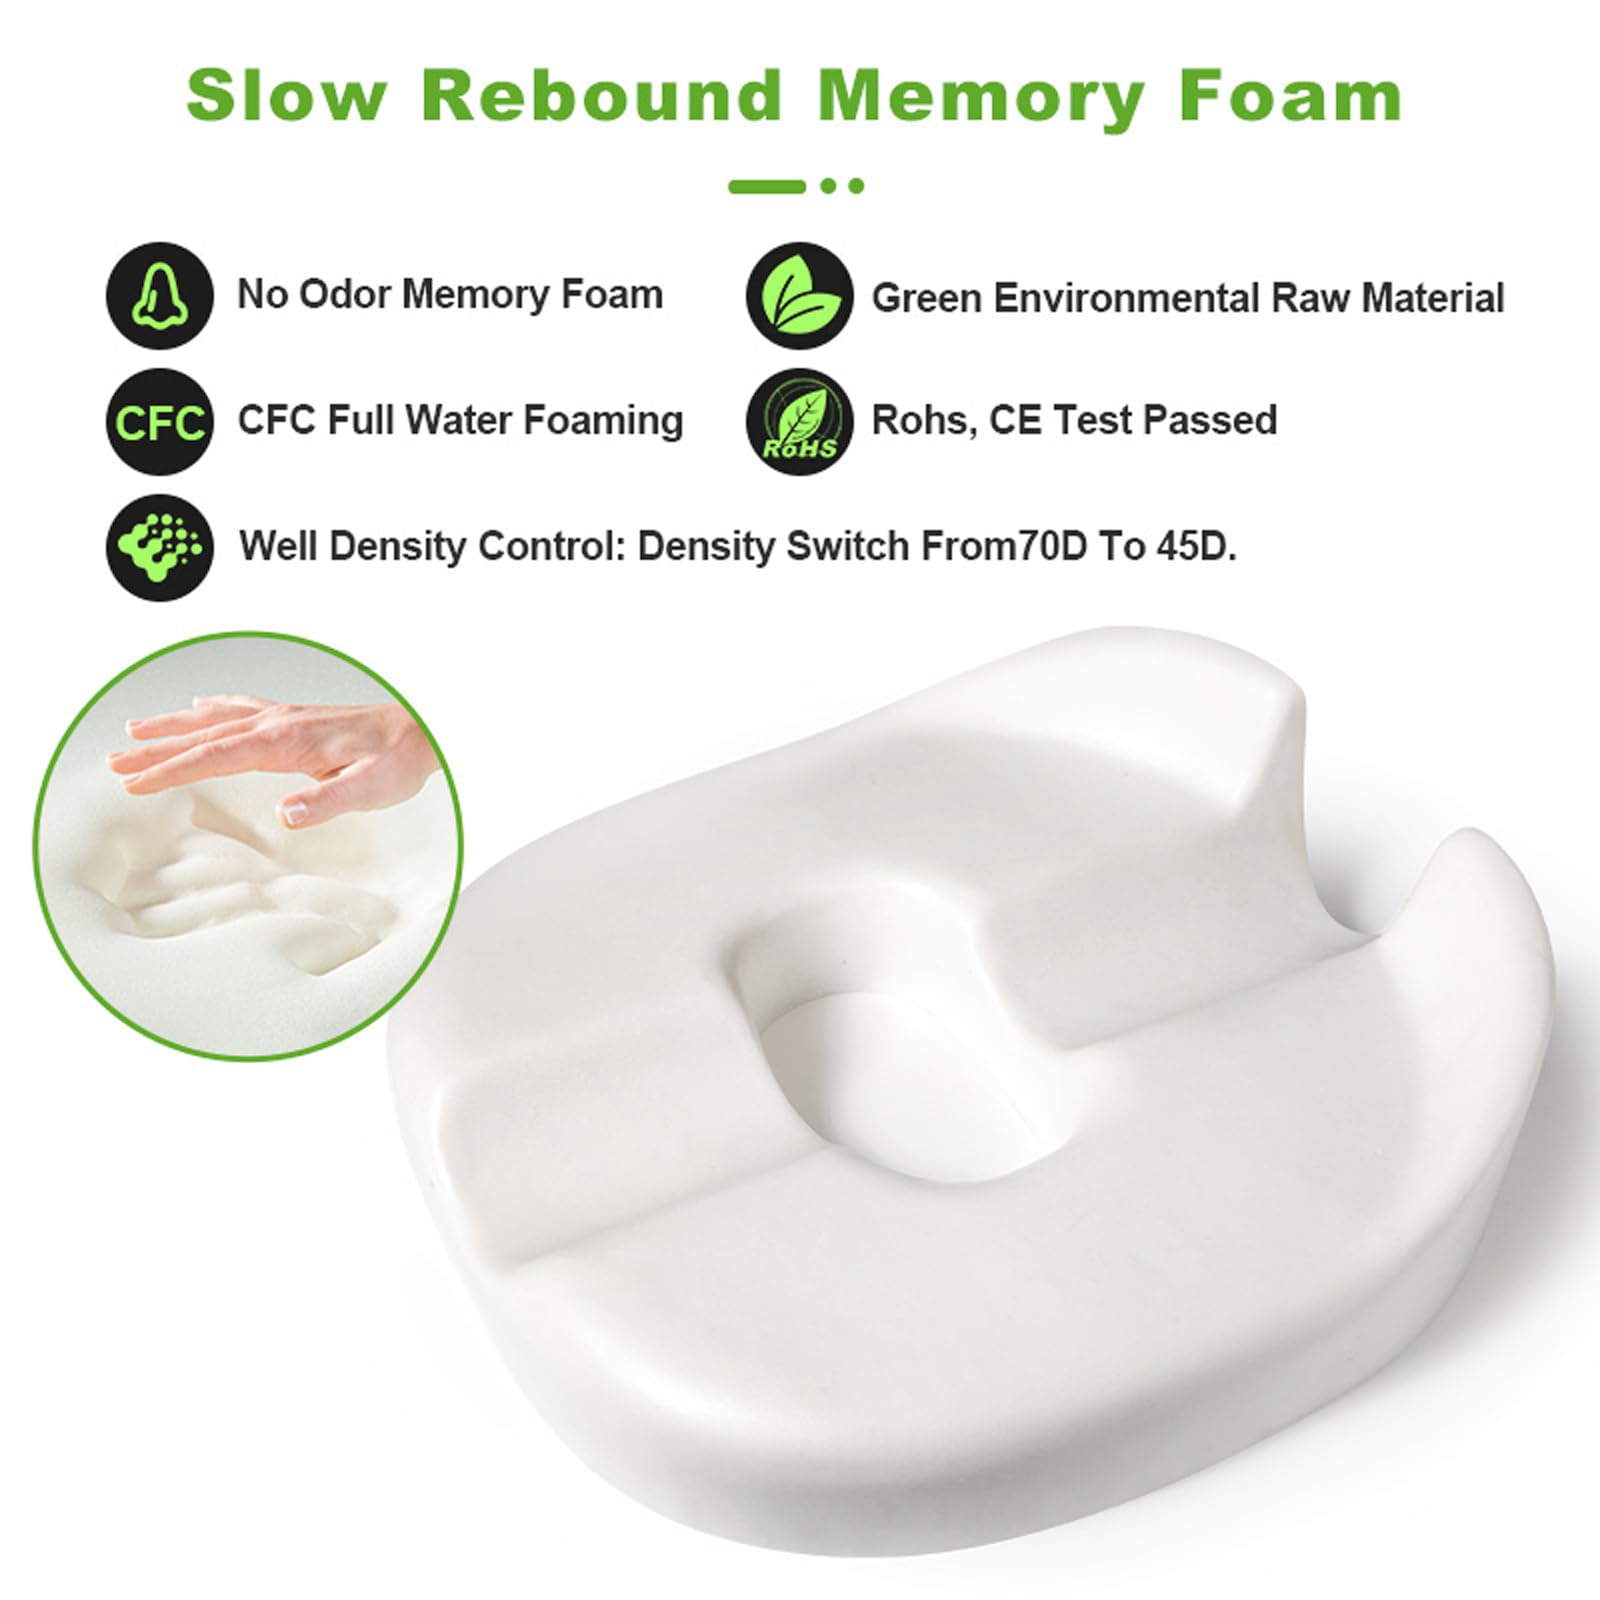 Slow Rebound Memory Foam
No Odor Memory Foam
Green Environmental Raw Material
CFC
CFC Full Water Foaming
RoHS
Rohs, CE Test Passed
Well Density Control: Density Switch From70D To 45D.